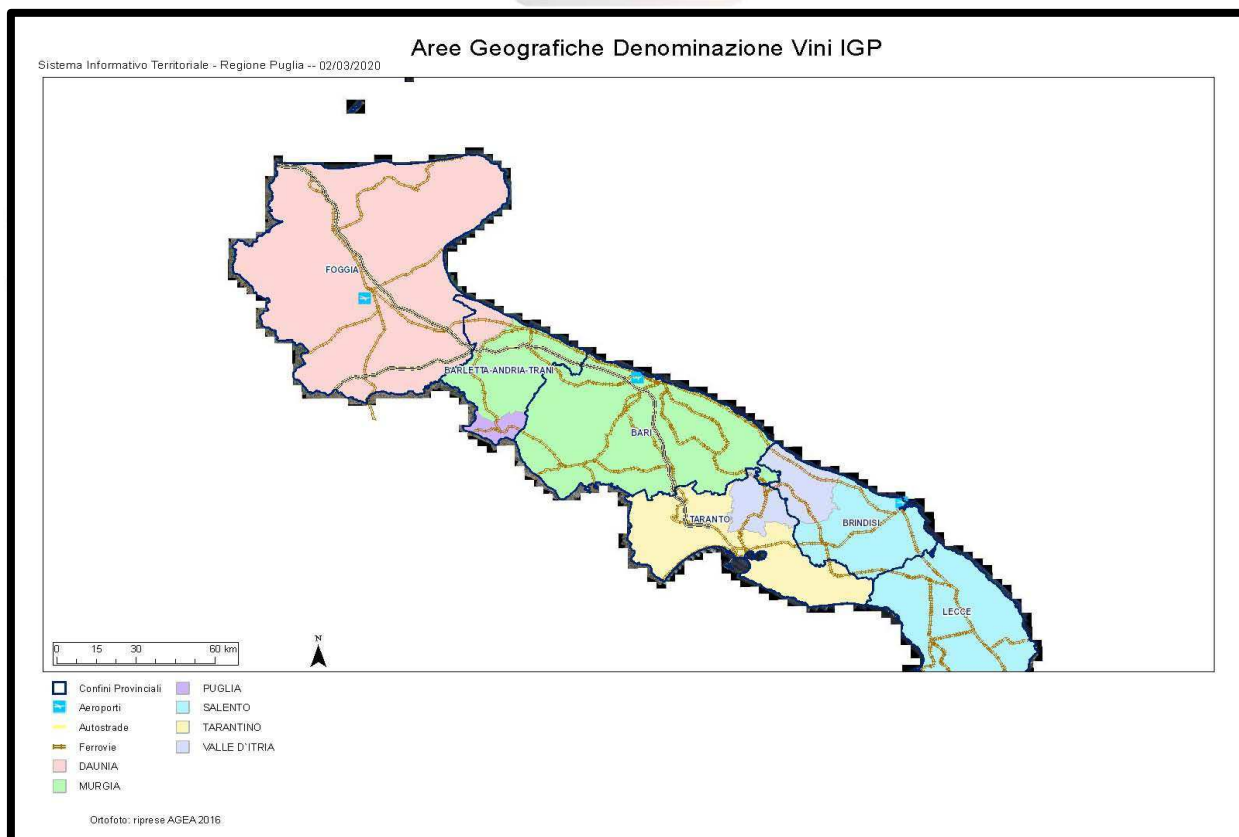 Aree Geografiche Denominazione Vini IGP
Sistema Informativo Territoriale - Regione Puglia -- 02/03/2020
FOGGIA
BARLETTA-ANDRIA-TRANI
BARI
TARANTO
BRINDISI
LECCE
0 15 30 60 km
N
Confini Provinciali
Aeroporti
Autostrade
Ferrovie
DAUNIA
MURGIA
PUGLIA
SALENTO
TARANTINO
VALLE D'ITRIA
Ortofoto: riprese AGEA 2016